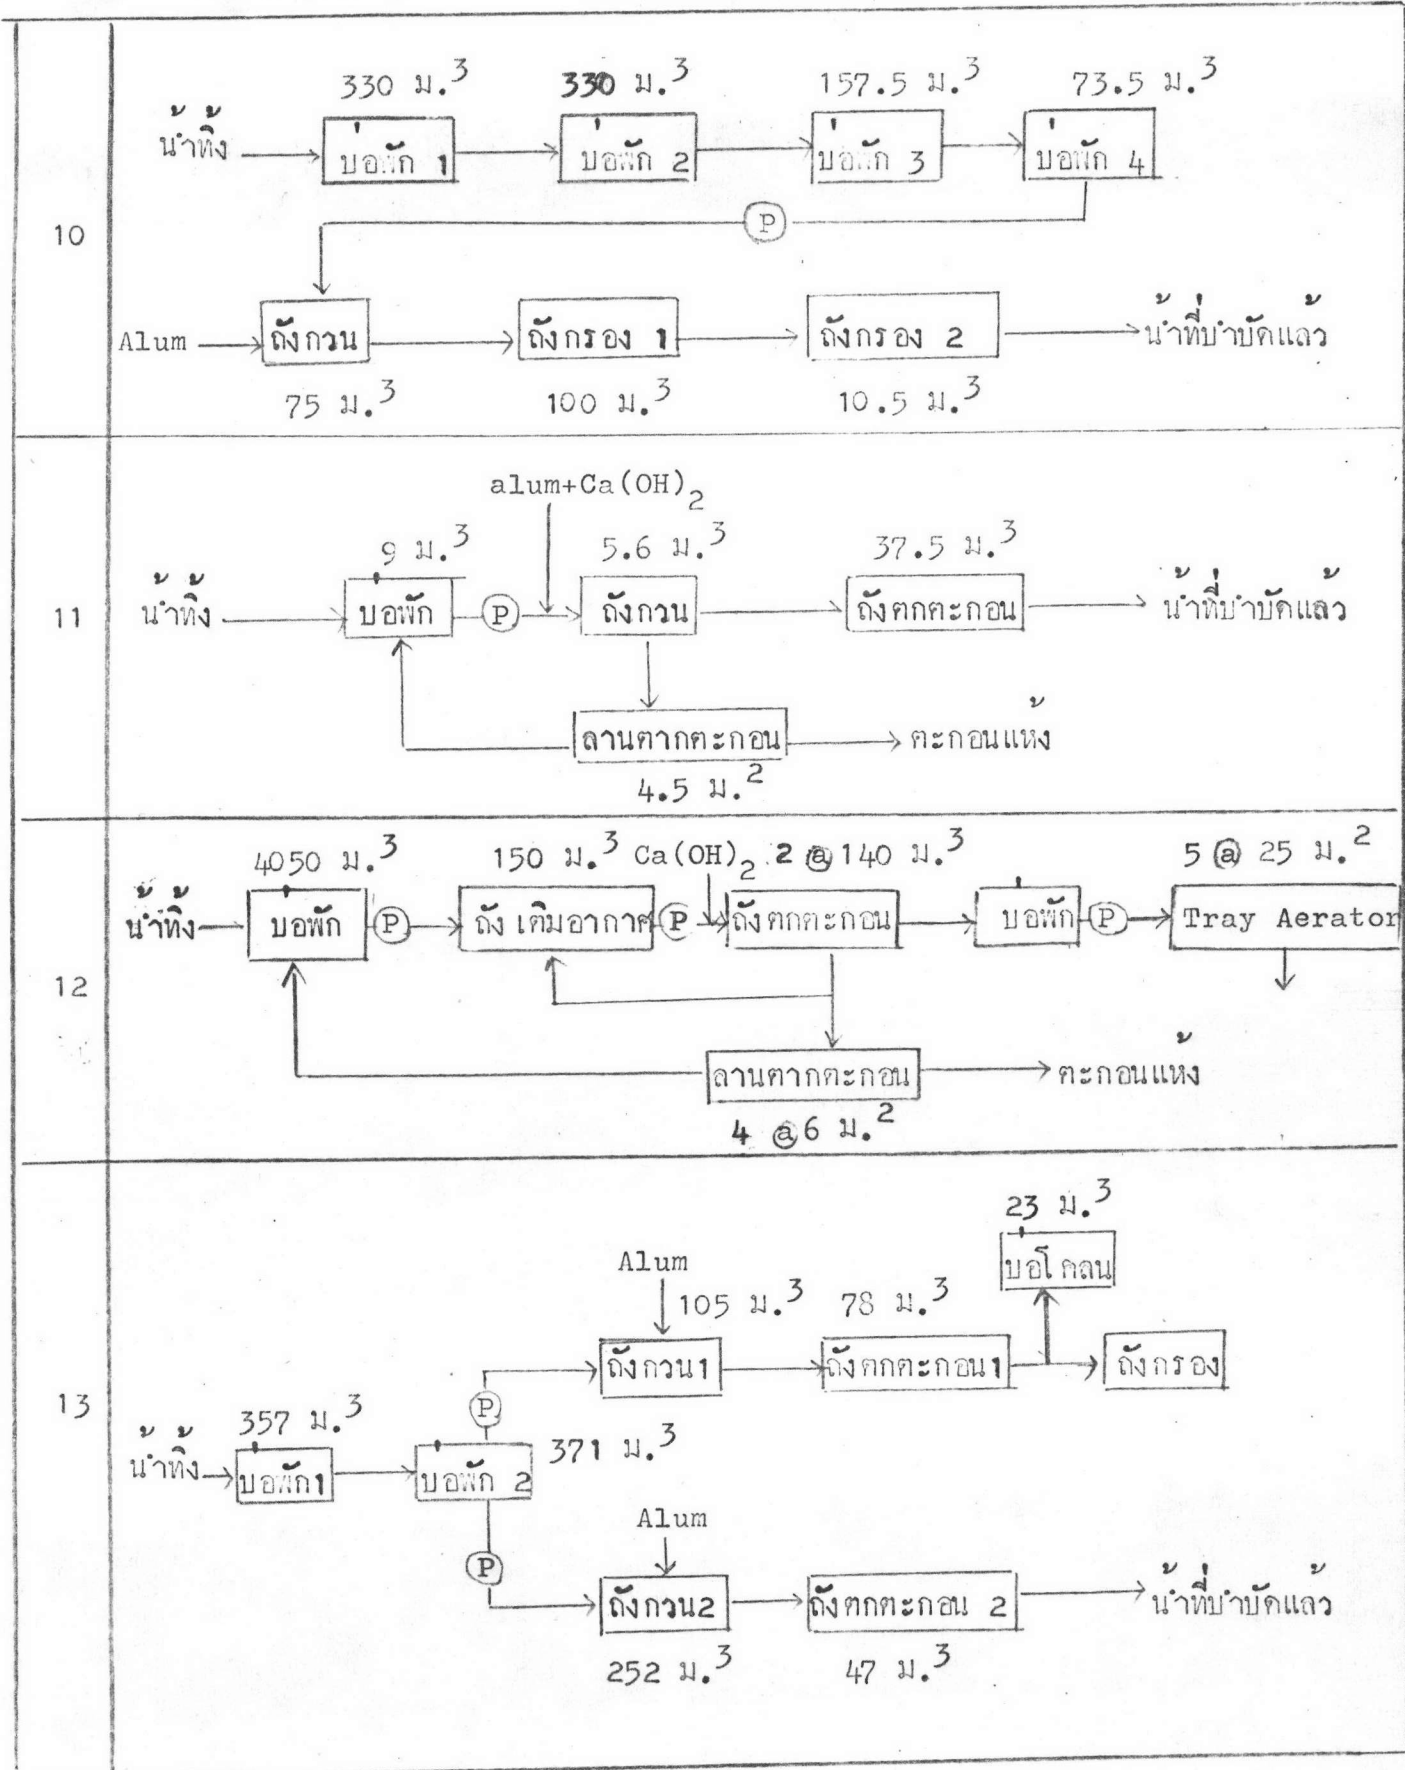 330 ม.³ 330 ม.³ 157.5 ม.³ 73.5 ม.³
น้ำทิ้ง บ่อพัก 1 บ่อพัก 2 บ่อพัก 3 บ่อพัก 4
P
10
Alum ถังกวน ถังกรอง 1 ถังกรอง 2 น้ำที่บำบัดแล้ว
75 ม.³ 100 ม.³ 10.5 ม.³
alum+Ca(OH)₂
9 ม.³ 5.6 ม.³ 37.5 ม.³
11 น้ำทิ้ง บ่อพัก P ถังกวน ถังตกตะกอน น้ำที่บำบัดแล้ว
ลานตากตะกอน ตะกอนแห้ง
4.5 ม.²
4050 ม.³ 150 ม.³ Ca(OH)₂ 2 @ 140 ม.³ 5 @ 25 ม.²
น้ำทิ้ง บ่อพัก P ถังเติมอากาศ P ถังตกตะกอน บ่อพัก P Tray Aerator
12
ลานตากตะกอน ตะกอนแห้ง
4 @ 6 ม.²
23 ม.³
Alum บ่อโคลน
105 ม.³ 78 ม.³
ถังกวน1 ถังตกตะกอน1 ถังกรอง
13 P
357 ม.³ 371 ม.³
น้ำทิ้ง บ่อพัก1 บ่อพัก 2
Alum
P
ถังกวน2 ถังตกตะกอน 2 น้ำที่บำบัดแล้ว
252 ม.³ 47 ม.³